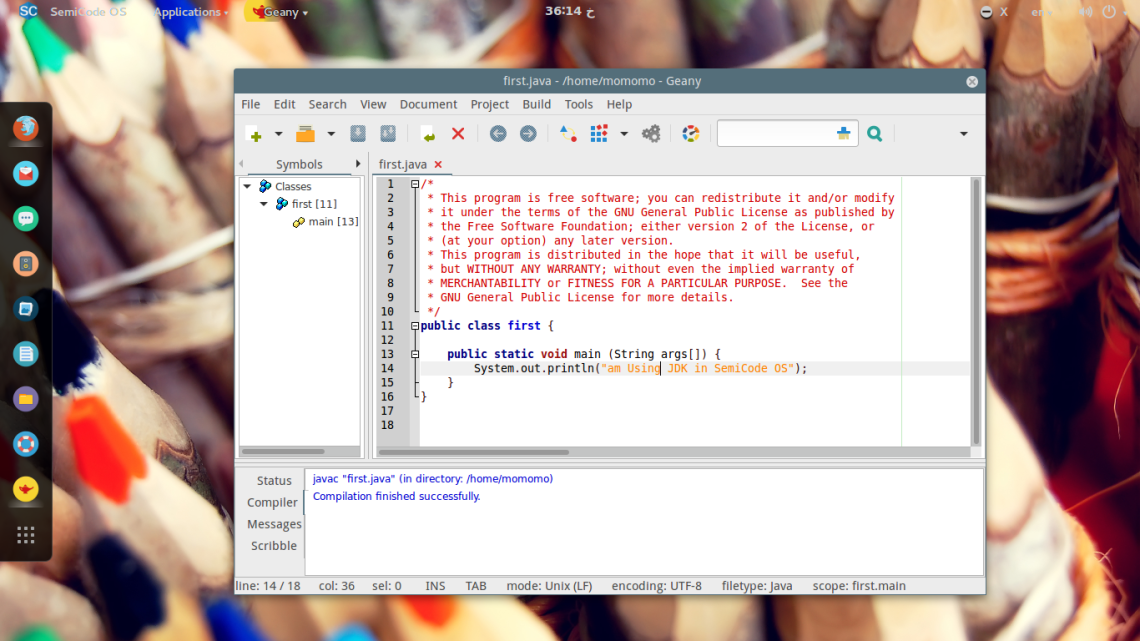 SC SemiCode OS Applications Geany 36:14 خ X en
first.java - /home/momomo - Geany
File Edit Search View Document Project Build Tools Help
Symbols
first.java
Classes
first [11]
main [13]
1 /*
2 * This program is free software; you can redistribute it and/or modify
3 * it under the terms of the GNU General Public License as published by
4 * the Free Software Foundation; either version 2 of the License, or
5 * (at your option) any later version.
6 * This program is distributed in the hope that it will be useful,
7 * but WITHOUT ANY WARRANTY; without even the implied warranty of
8 * MERCHANTABILITY or FITNESS FOR A PARTICULAR PURPOSE.  See the
9 * GNU General Public License for more details.
10 */
11 public class first {
12
13 public static void main (String args[]) {
14 System.out.println("am Using JDK in SemiCode OS");
15 }
16 }
17
18
Status
Compiler
Messages
Scribble
javac "first.java" (in directory: /home/momomo)
Compilation finished successfully.
line: 14 / 18 col: 36 sel: 0 INS TAB mode: Unix (LF) encoding: UTF-8 filetype: Java scope: first.main